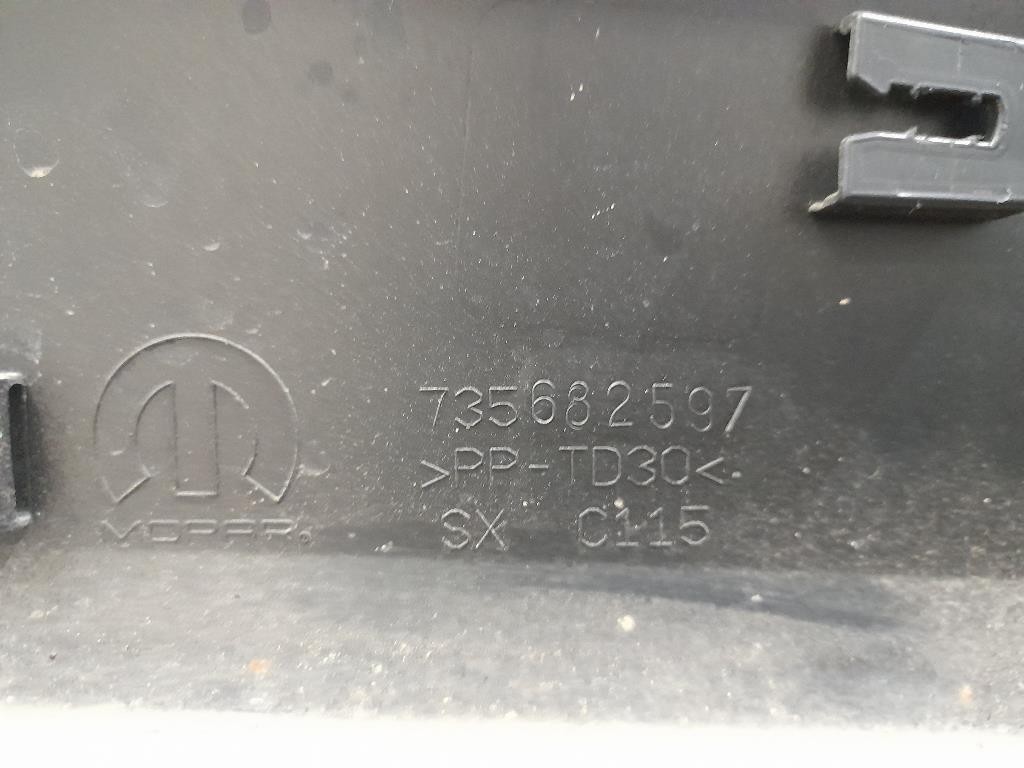 735682597
>PP-TD30<
SX C115
MOPAR®